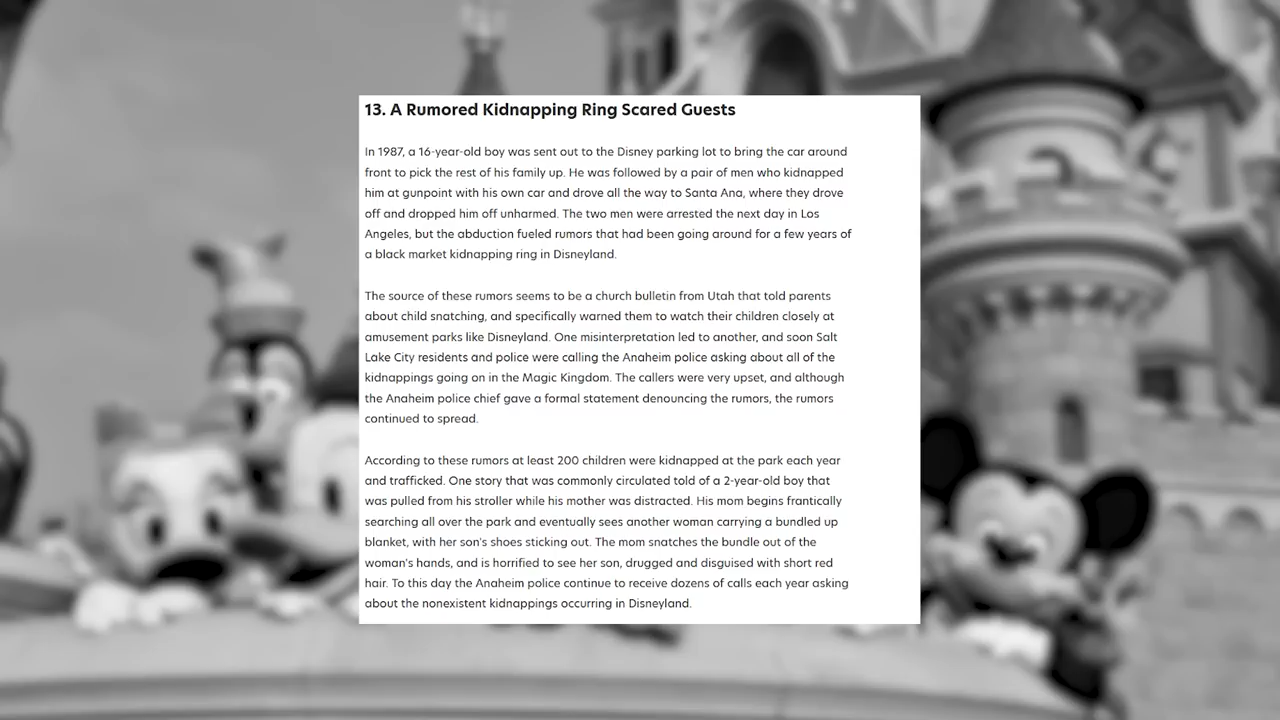 13. A Rumored Kidnapping Ring Scared Guests
In 1987, a 16-year-old boy was sent out to the Disney parking lot to bring the car around
front to pick the rest of his family up. He was followed by a pair of men who kidnapped
him at gunpoint with his own car and drove all the way to Santa Ana, where they drove
off and dropped him off unharmed. The two men were arrested the next day in Los
Angeles, but the abduction fueled rumors that had been going around for a few years of
a black market kidnapping ring in Disneyland.
The source of these rumors seems to be a church bulletin from Utah that told parents
about child snatching, and specifically warned them to watch their children closely at
amusement parks like Disneyland. One misinterpretation led to another, and soon Salt
Lake City residents and police were calling the Anaheim police asking about all of the
kidnappings going on in the Magic Kingdom. The callers were very upset, and although
the Anaheim police chief gave a formal statement denouncing the rumors, the rumors
continued to spread.
According to these rumors at least 200 children were kidnapped at the park each year
and trafficked. One story that was commonly circulated told of a 2-year-old boy that
was pulled from his stroller while his mother was distracted. His mom begins frantically
searching all over the park and eventually sees another woman carrying a bundled up
blanket, with her son's shoes sticking out. The mom snatches the bundle out of the
woman's hands, and is horrified to see her son, drugged and disguised with short red
hair. To this day the Anaheim police continue to receive dozens of calls each year asking
about the nonexistent kidnappings occurring in Disneyland.